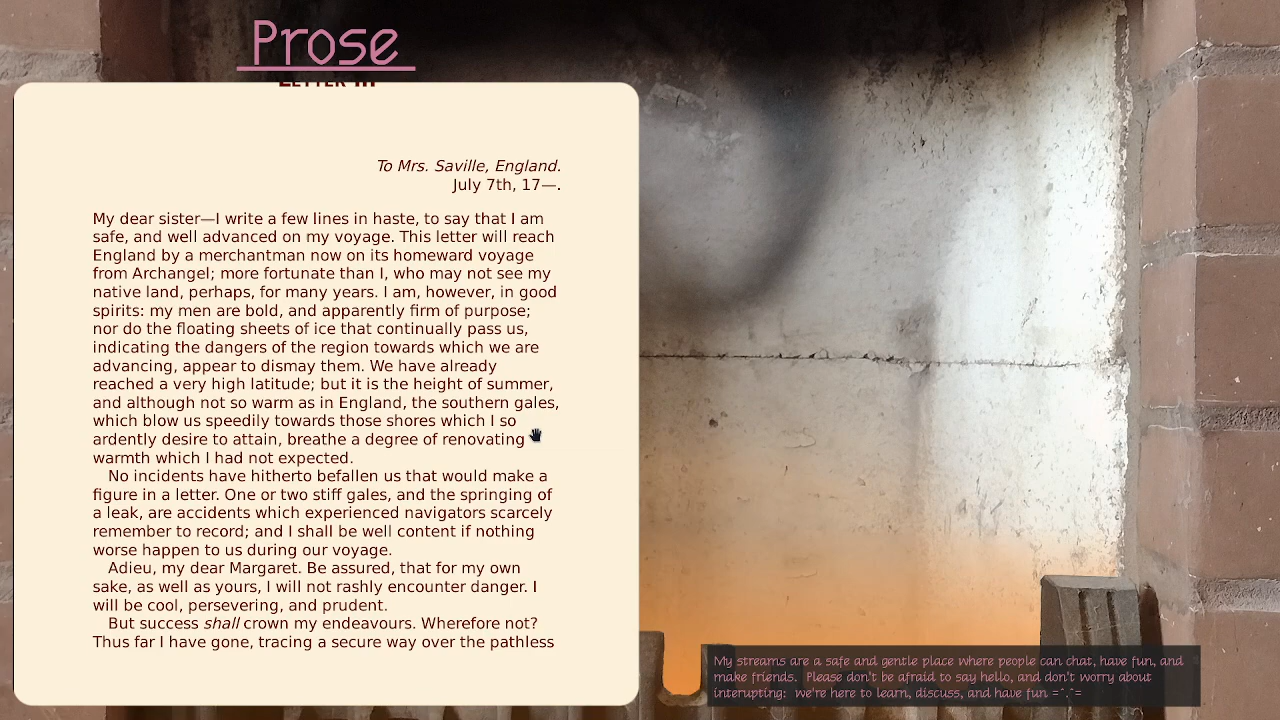 Prose
Letter III
To Mrs. Saville, England.
July 7th, 17—.
My dear sister—I write a few lines in haste, to say that I am
safe, and well advanced on my voyage. This letter will reach
England by a merchantman now on its homeward voyage
from Archangel; more fortunate than I, who may not see my
native land, perhaps, for many years. I am, however, in good
spirits: my men are bold, and apparently firm of purpose;
nor do the floating sheets of ice that continually pass us,
indicating the dangers of the region towards which we are
advancing, appear to dismay them. We have already
reached a very high latitude; but it is the height of summer,
and although not so warm as in England, the southern gales,
which blow us speedily towards those shores which I so
ardently desire to attain, breathe a degree of renovating
warmth which I had not expected.
No incidents have hitherto befallen us that would make a
figure in a letter. One or two stiff gales, and the springing of
a leak, are accidents which experienced navigators scarcely
remember to record; and I shall be well content if nothing
worse happen to us during our voyage.
Adieu, my dear Margaret. Be assured, that for my own
sake, as well as yours, I will not rashly encounter danger. I
will be cool, persevering, and prudent.
But success shall crown my endeavours. Wherefore not?
Thus far I have gone, tracing a secure way over the pathless
My streams are a safe and gentle place where people can chat, have fun, and
make friends. Please don't be afraid to say hello, and don't worry about
interupting: we're here to learn, discuss, and have fun =^.^=